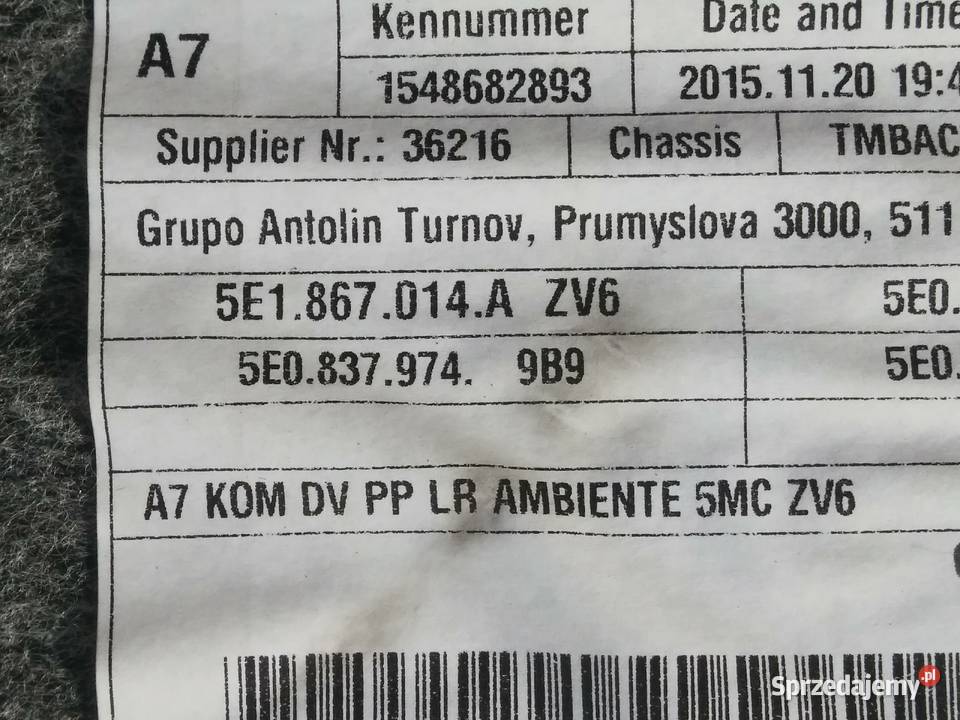 Kennummer Date and Time
A7
1548682893 2015.11.20 19:4
Supplier Nr.: 36216 Chassis TMBAC
Grupo Antolin Turnov, Prumyslova 3000, 511
5E1.867.014.A ZV6 5E0.
5E0.837.974. 9B9 5E0.
A7 KOM DV PP LR AMBIENTE 5MC ZV6
Sprzedajemy.pl